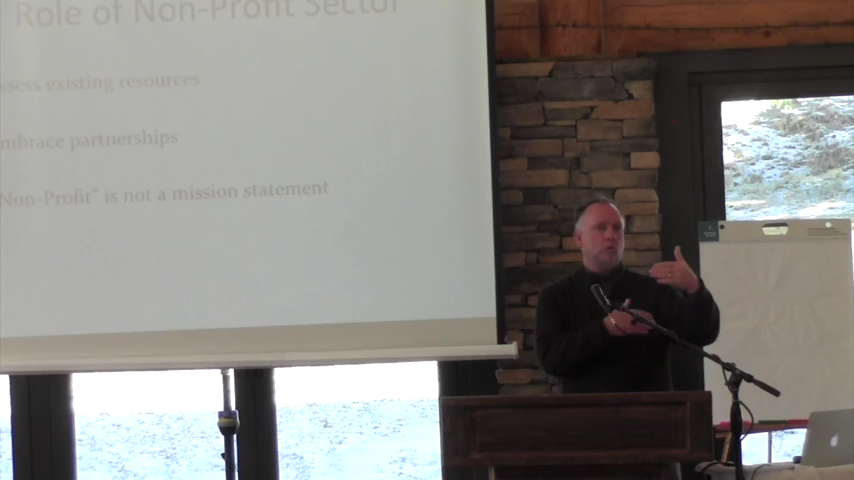 Role of Non-Profit Sector
ssess existing resources
mbrace partnerships
Non-Profit" is not a mission statement